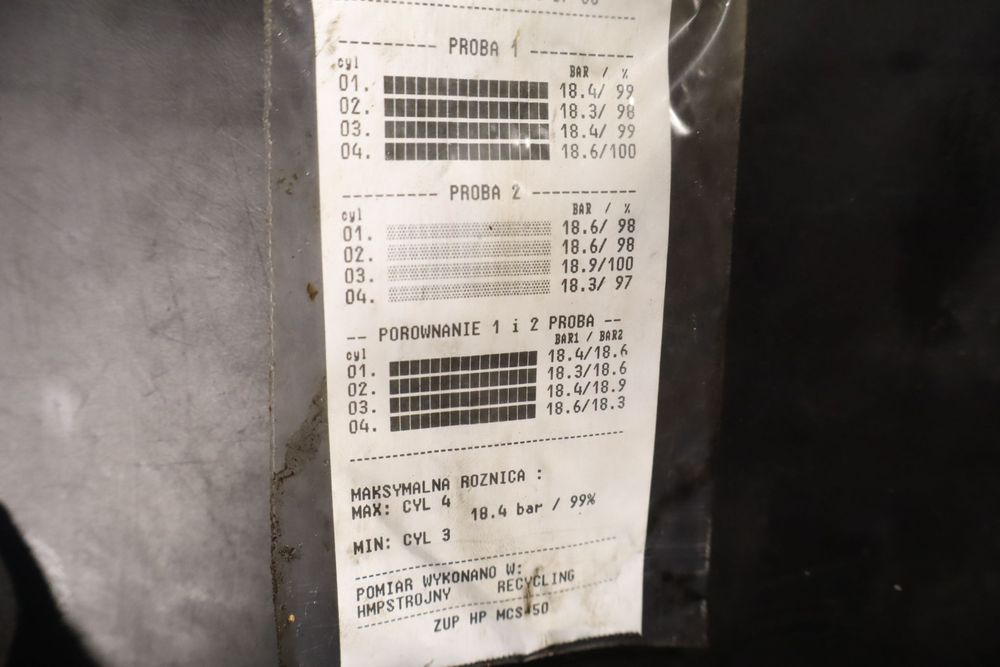 PROBA 1
cyl BAR / %
01. 18.4/ 99
02. 18.3/ 98
03. 18.4/ 99
04. 18.6/100
PROBA 2
cyl BAR / %
01. 18.6/ 98
02. 18.6/ 98
03. 18.9/100
04. 18.3/ 97
-- POROWNANIE 1 i 2 PROBA --
cyl BAR1 / BAR2
01. 18.4/18.6
02. 18.3/18.6
03. 18.4/18.9
04. 18.6/18.3
MAKSYMALNA ROZNICA :
MAX: CYL 4 18.4 bar / 99%
MIN: CYL 3
POMIAR WYKONANO W:
HMPSTROJNY RECYCLING
ZUP HP MCS 50